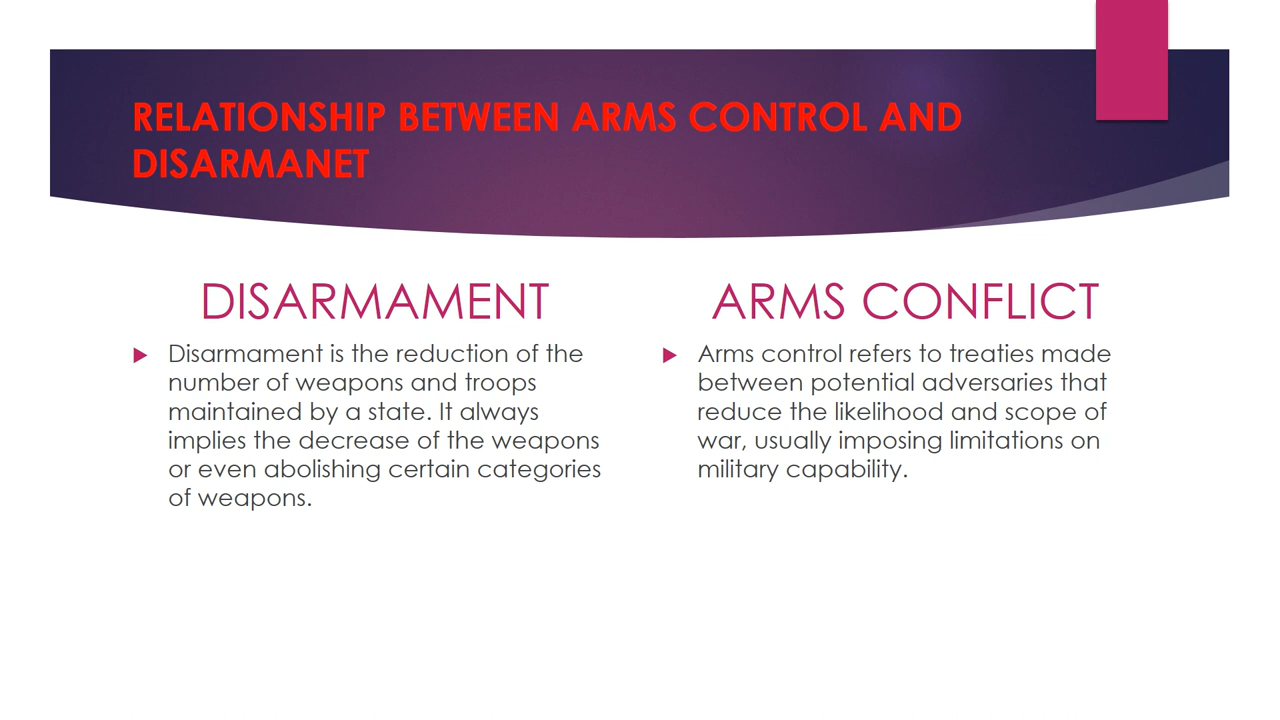 RELATIONSHIP BETWEEN ARMS CONTROL AND
DISARMANET
DISARMAMENT
Disarmament is the reduction of the
number of weapons and troops
maintained by a state. It always
implies the decrease of the weapons
or even abolishing certain categories
of weapons.
ARMS CONFLICT
Arms control refers to treaties made
between potential adversaries that
reduce the likelihood and scope of
war, usually imposing limitations on
military capability.